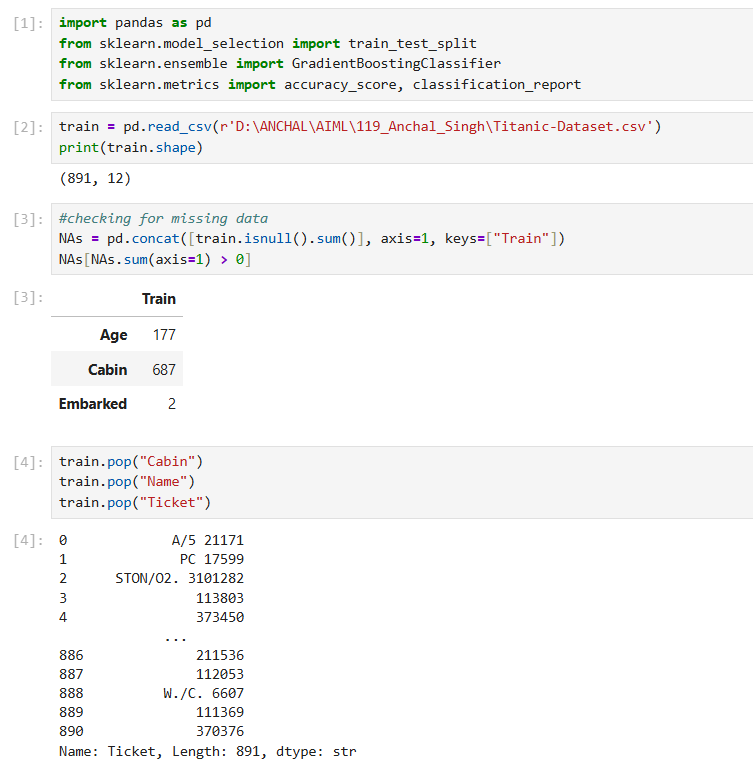 [1]: import pandas as pd
from sklearn.model_selection import train_test_split
from sklearn.ensemble import GradientBoostingClassifier
from sklearn.metrics import accuracy_score, classification_report
[2]: train = pd.read_csv(r'D:\ANCHAL\AIML\119_Anchal_Singh\Titanic-Dataset.csv')
print(train.shape)
(891, 12)
[3]: #checking for missing data
NAs = pd.concat([train.isnull().sum()], axis=1, keys=["Train"])
NAs[NAs.sum(axis=1) > 0]
[3]: Train
Age 177
Cabin 687
Embarked 2
[4]: train.pop("Cabin")
train.pop("Name")
train.pop("Ticket")
[4]: 0 A/5 21171
1 PC 17599
2 STON/O2. 3101282
3 113803
4 373450
...
886 211536
887 112053
888 W./C. 6607
889 111369
890 370376
Name: Ticket, Length: 891, dtype: str